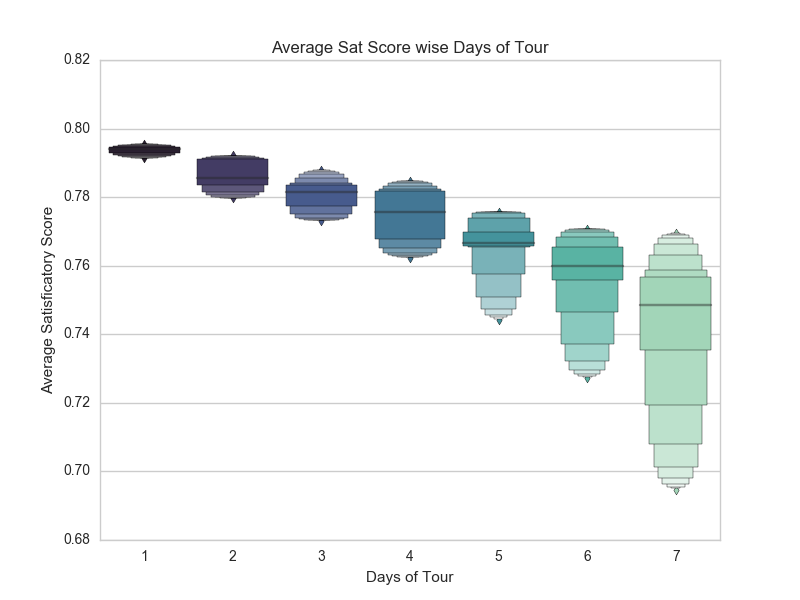 Average Sat Score wise Days of Tour
Average Satisficatory Score
0.82
0.80
0.78
0.76
0.74
0.72
0.70
0.68
1 2 3 4 5 6 7
Days of Tour